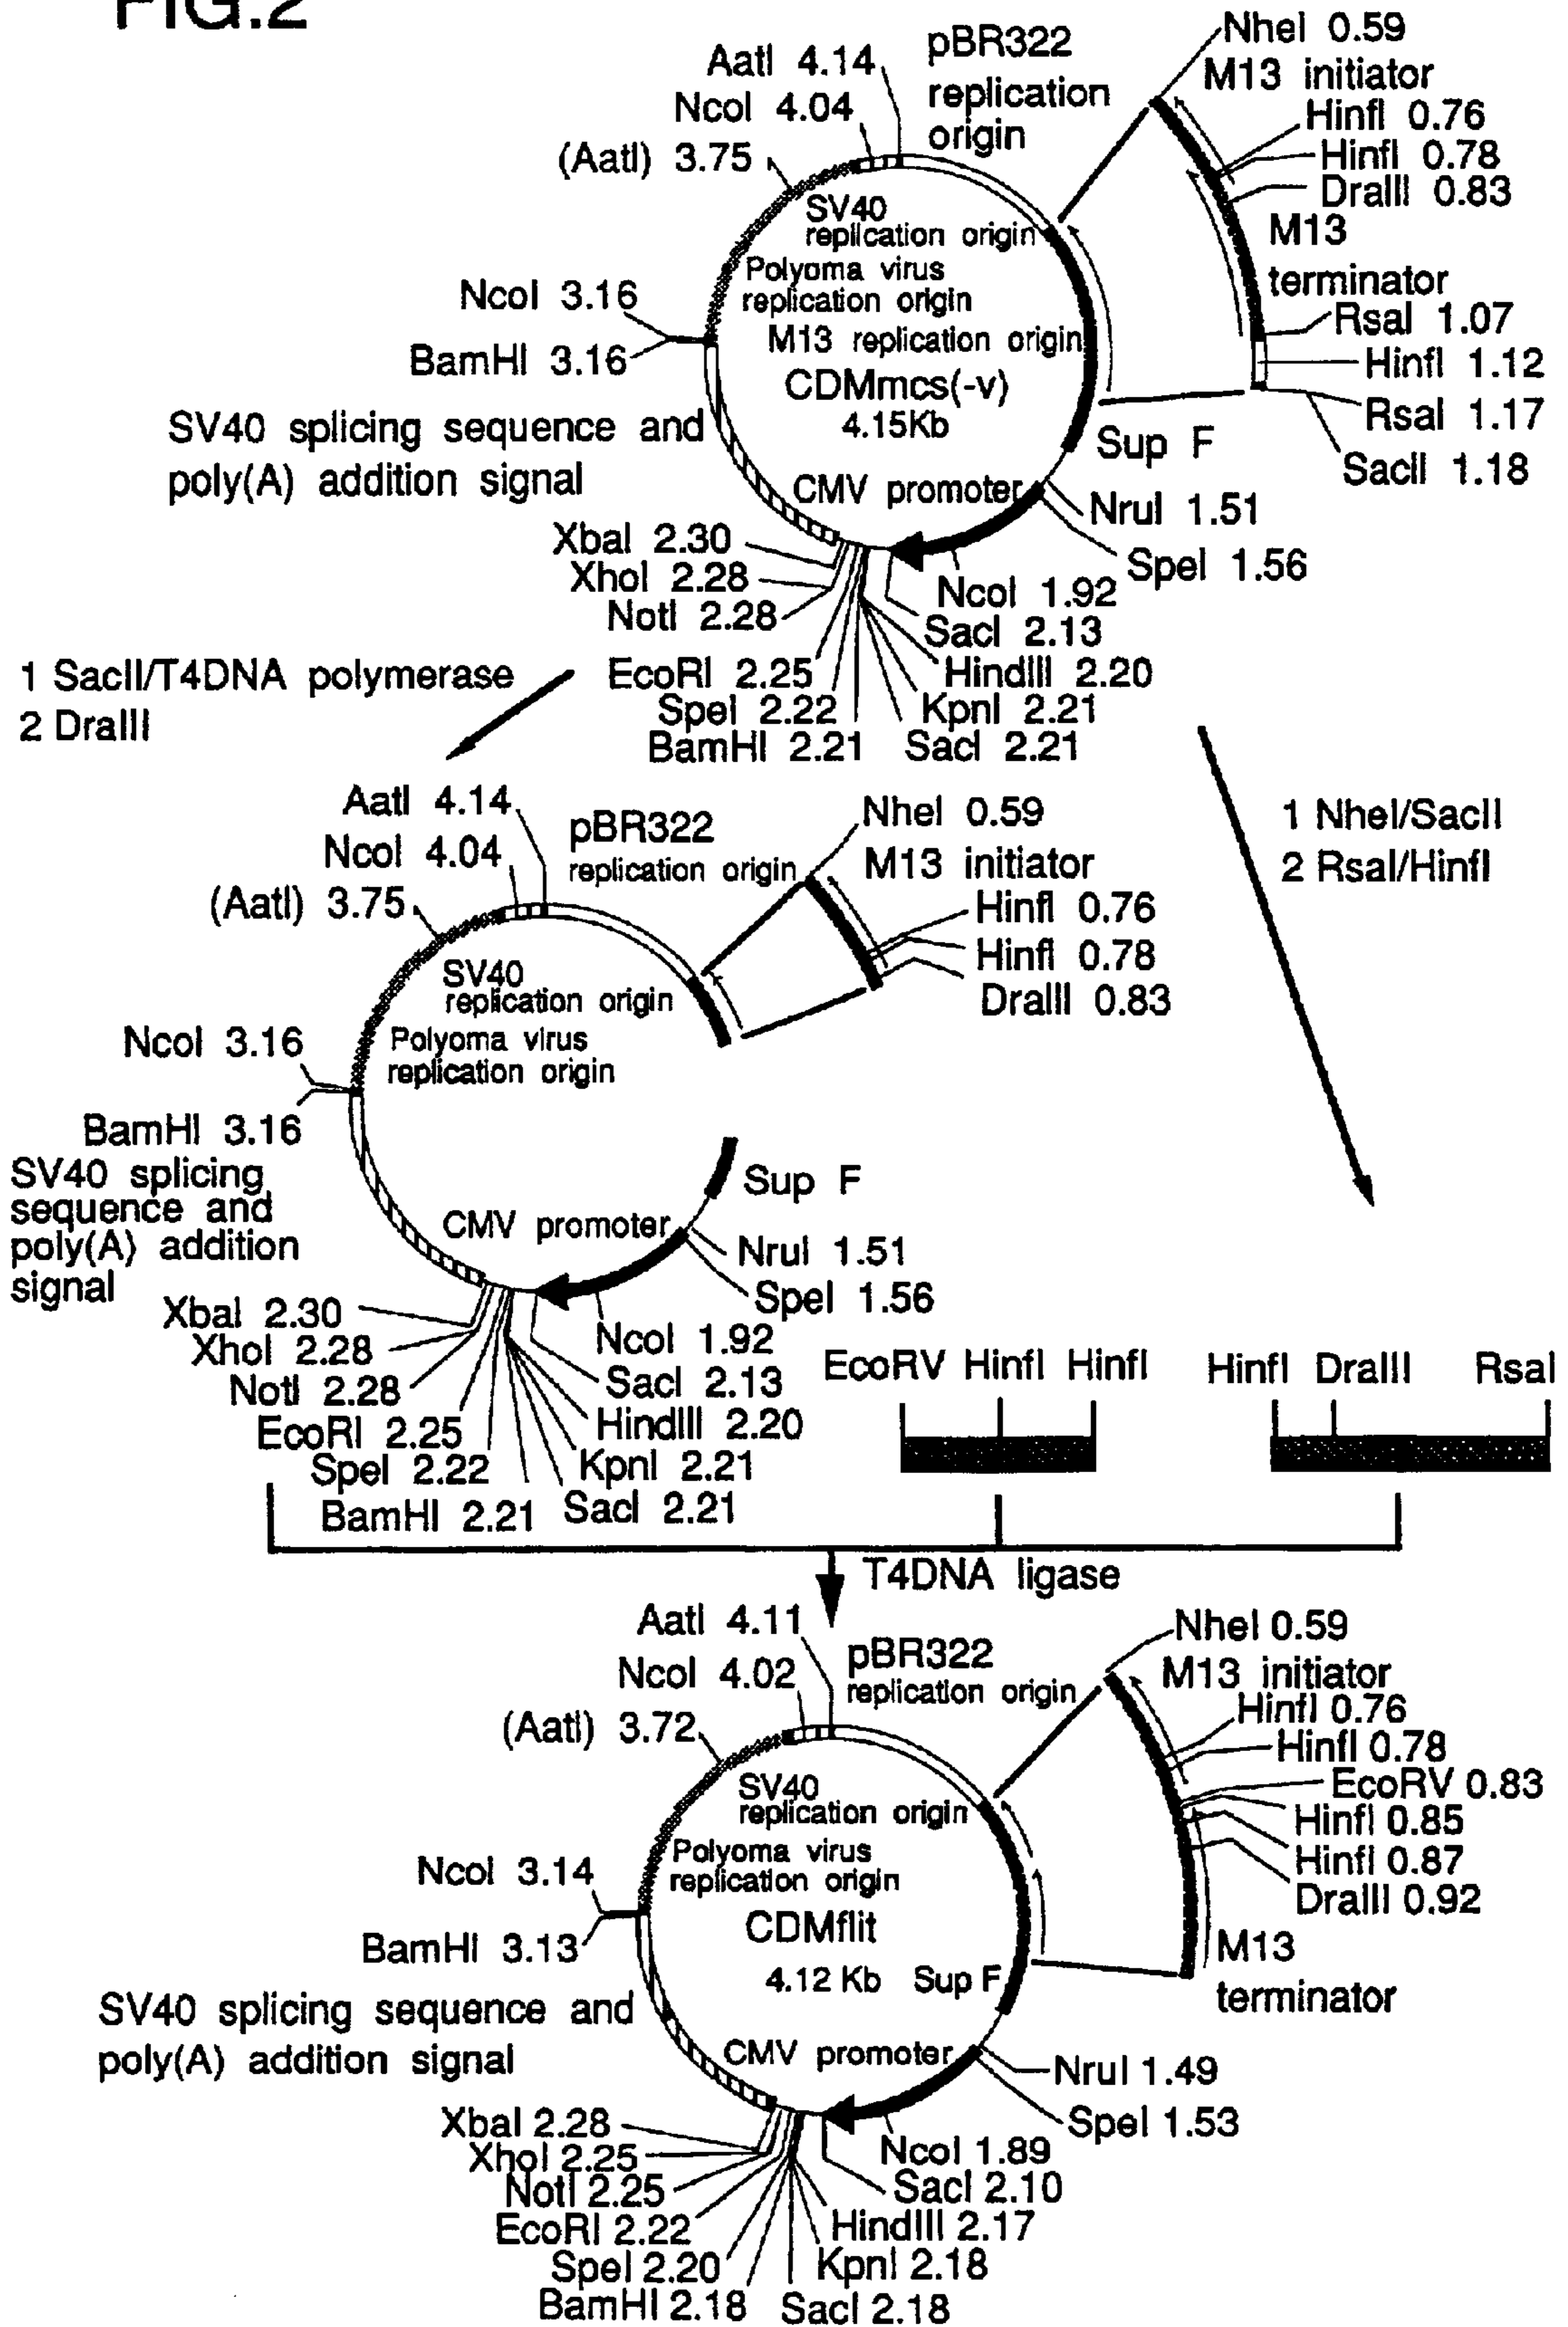 FIG.2
AatI 4.14
NcoI 4.04
(AatI) 3.75
pBR322
replication
origin
NheI 0.59
M13 initiator
HinfI 0.76
HinfI 0.78
DraIII 0.83
M13
terminator
RsaI 1.07
HinfI 1.12
RsaI 1.17
SacII 1.18
SV40
replication origin
Polyoma virus
replication origin
M13 replication origin
CDMmcs(-v)
4.15Kb
NcoI 3.16
BamHI 3.16
SV40 splicing sequence and
poly(A) addition signal
Sup F
CMV promoter
NruI 1.51
SpeI 1.56
XbaI 2.30
XhoI 2.28
NotI 2.28
NcoI 1.92
SacI 2.13
EcoRI 2.25
HindIII 2.20
SpeI 2.22
KpnI 2.21
BamHI 2.21
SacI 2.21
1 SacII/T4DNA polymerase
2 DraIII
1 NheI/SacII
2 RsaI/HinfI
AatI 4.14
NcoI 4.04
(AatI) 3.75
pBR322
replication origin
NheI 0.59
M13 initiator
HinfI 0.76
HinfI 0.78
DraIII 0.83
SV40
replication origin
Polyoma virus
replication origin
NcoI 3.16
BamHI 3.16
SV40 splicing
sequence and
poly(A) addition
signal
Sup F
CMV promoter
NruI 1.51
SpeI 1.56
XbaI 2.30
XhoI 2.28
NotI 2.28
NcoI 1.92
SacI 2.13
EcoRI 2.25
HindIII 2.20
SpeI 2.22
KpnI 2.21
BamHI 2.21
SacI 2.21
EcoRV HinfI HinfI
HinfI DraIII RsaI
T4DNA ligase
AatI 4.11
NcoI 4.02
(AatI) 3.72
pBR322
replication origin
NheI 0.59
M13 initiator
HinfI 0.76
HinfI 0.78
EcoRV 0.83
HinfI 0.85
HinfI 0.87
DraIII 0.92
M13
terminator
SV40
replication origin
Polyoma virus
replication origin
CDMflit
4.12 Kb
Sup F
NcoI 3.14
BamHI 3.13
SV40 splicing sequence and
poly(A) addition signal
CMV promoter
NruI 1.49
SpeI 1.53
XbaI 2.28
XhoI 2.25
NotI 2.25
NcoI 1.89
SacI 2.10
EcoRI 2.22
HindIII 2.17
SpeI 2.20
KpnI 2.18
BamHI 2.18
SacI 2.18